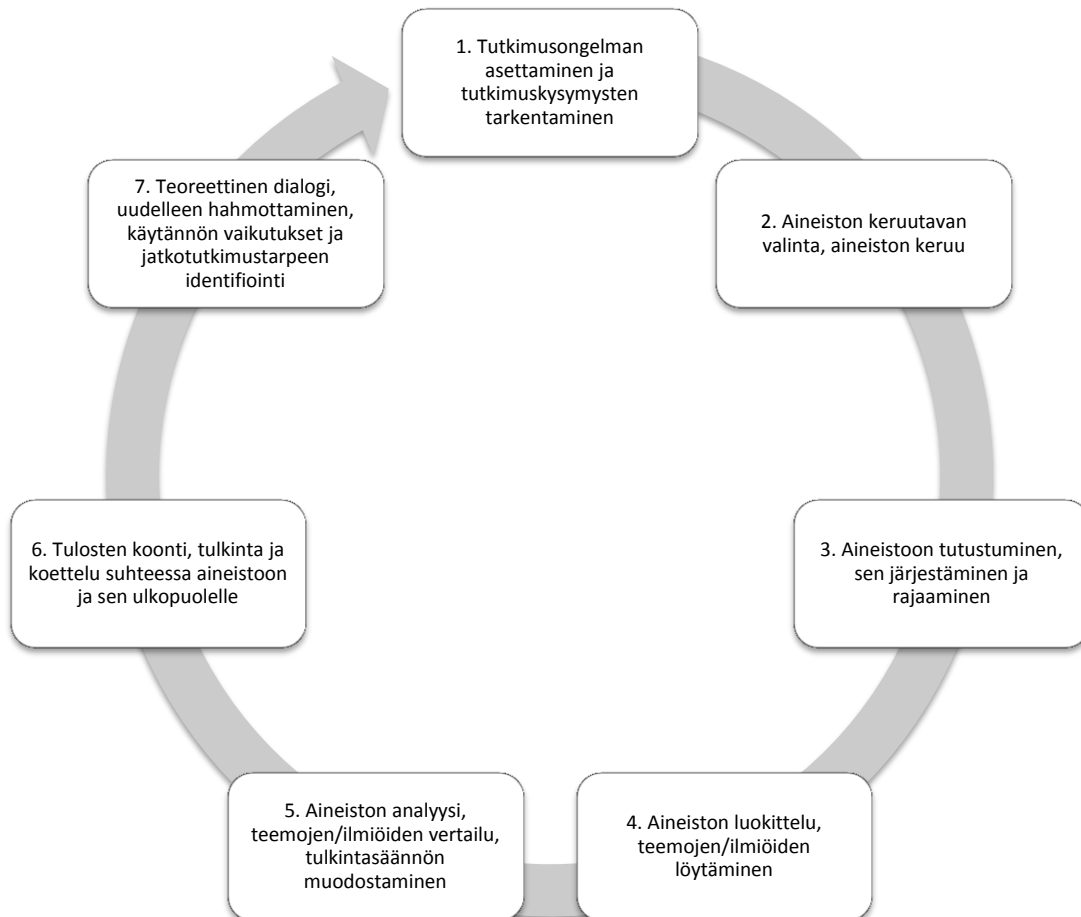 1. Tutkimusongelman
asettaminen ja
tutkimuskysymysten
tarkentaminen
2. Aineiston keruutavan
valinta, aineiston keruu
3. Aineistoon tutustuminen,
sen järjestäminen ja
rajaaminen
4. Aineiston luokittelu,
teemojen/ilmiöiden
löytäminen
5. Aineiston analyysi,
teemojen/ilmiöiden vertailu,
tulkintasäännön
muodostaminen
6. Tulosten koonti, tulkinta ja
koettelu suhteessa aineistoon
ja sen ulkopuolelle
7. Teoreettinen dialogi,
uudelleen hahmottaminen,
käytännön vaikutukset ja
jatkotutkimustarpeen
identifiointi